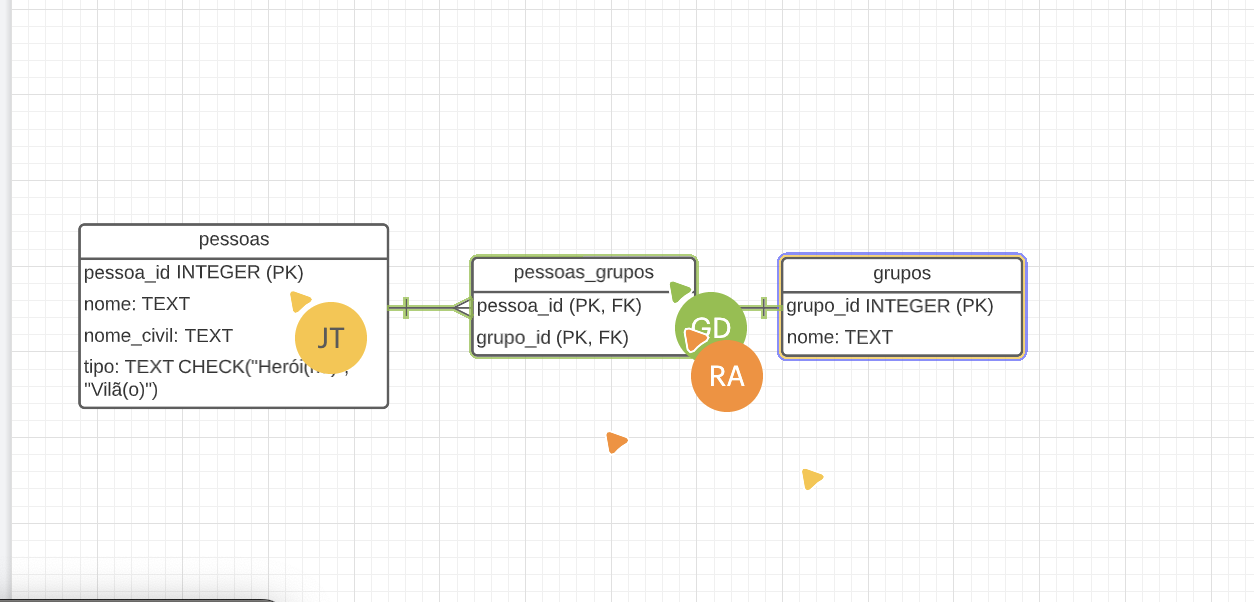 pessoas
pessoa_id INTEGER (PK)
nome: TEXT
nome_civil: TEXT
tipo: TEXT CHECK("Herói(
"Vilã(o)")
JT
pessoas_grupos
pessoa_id (PK, FK)
grupo_id (PK, FK)
GD
RA
grupos
grupo_id INTEGER (PK)
nome: TEXT